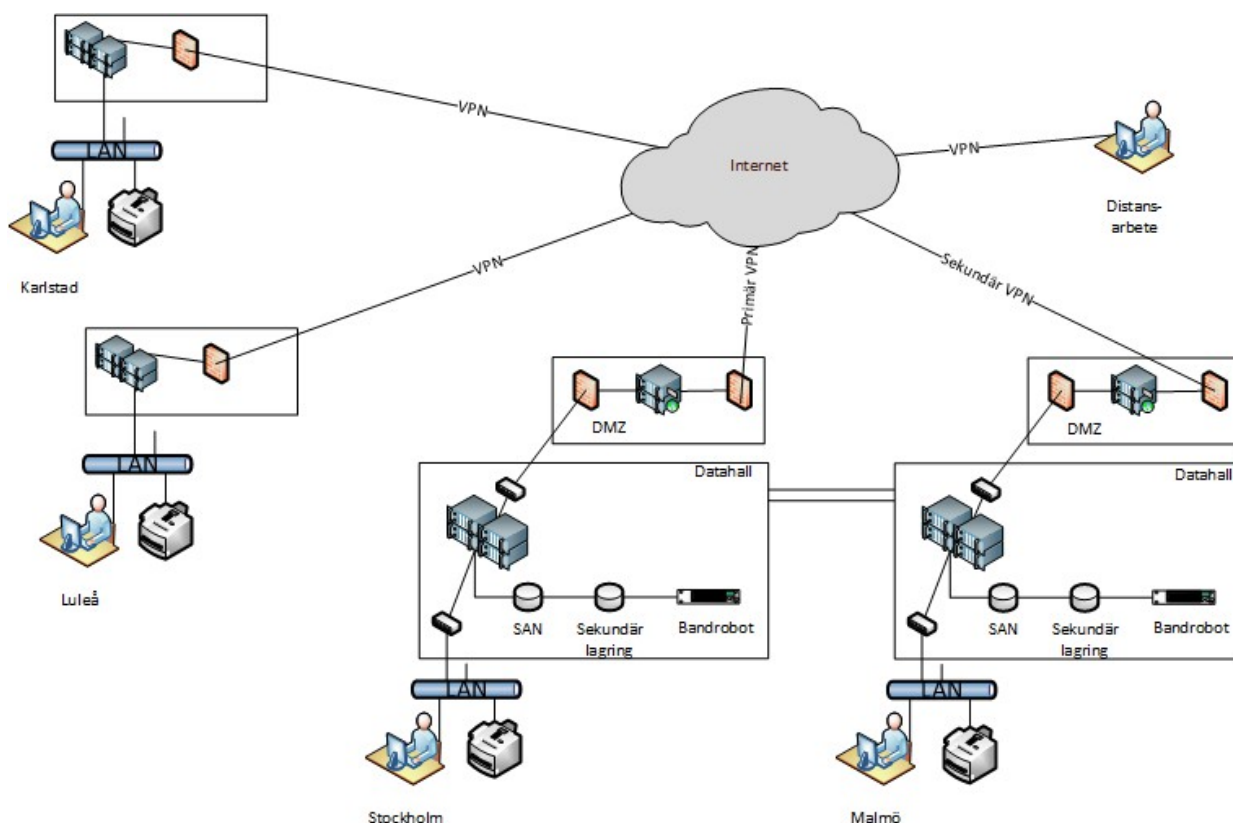 VPN
LAN
Karlstad
Internet
VPN
Distans-
arbete
VPN
Primär VPN
Sekundär VPN
LAN
Luleå
DMZ
DMZ
Datahall
Datahall
SAN
Sekundär
lagring
Bandrobot
SAN
Sekundär
lagring
Bandrobot
LAN
LAN
Stockholm
Malmö